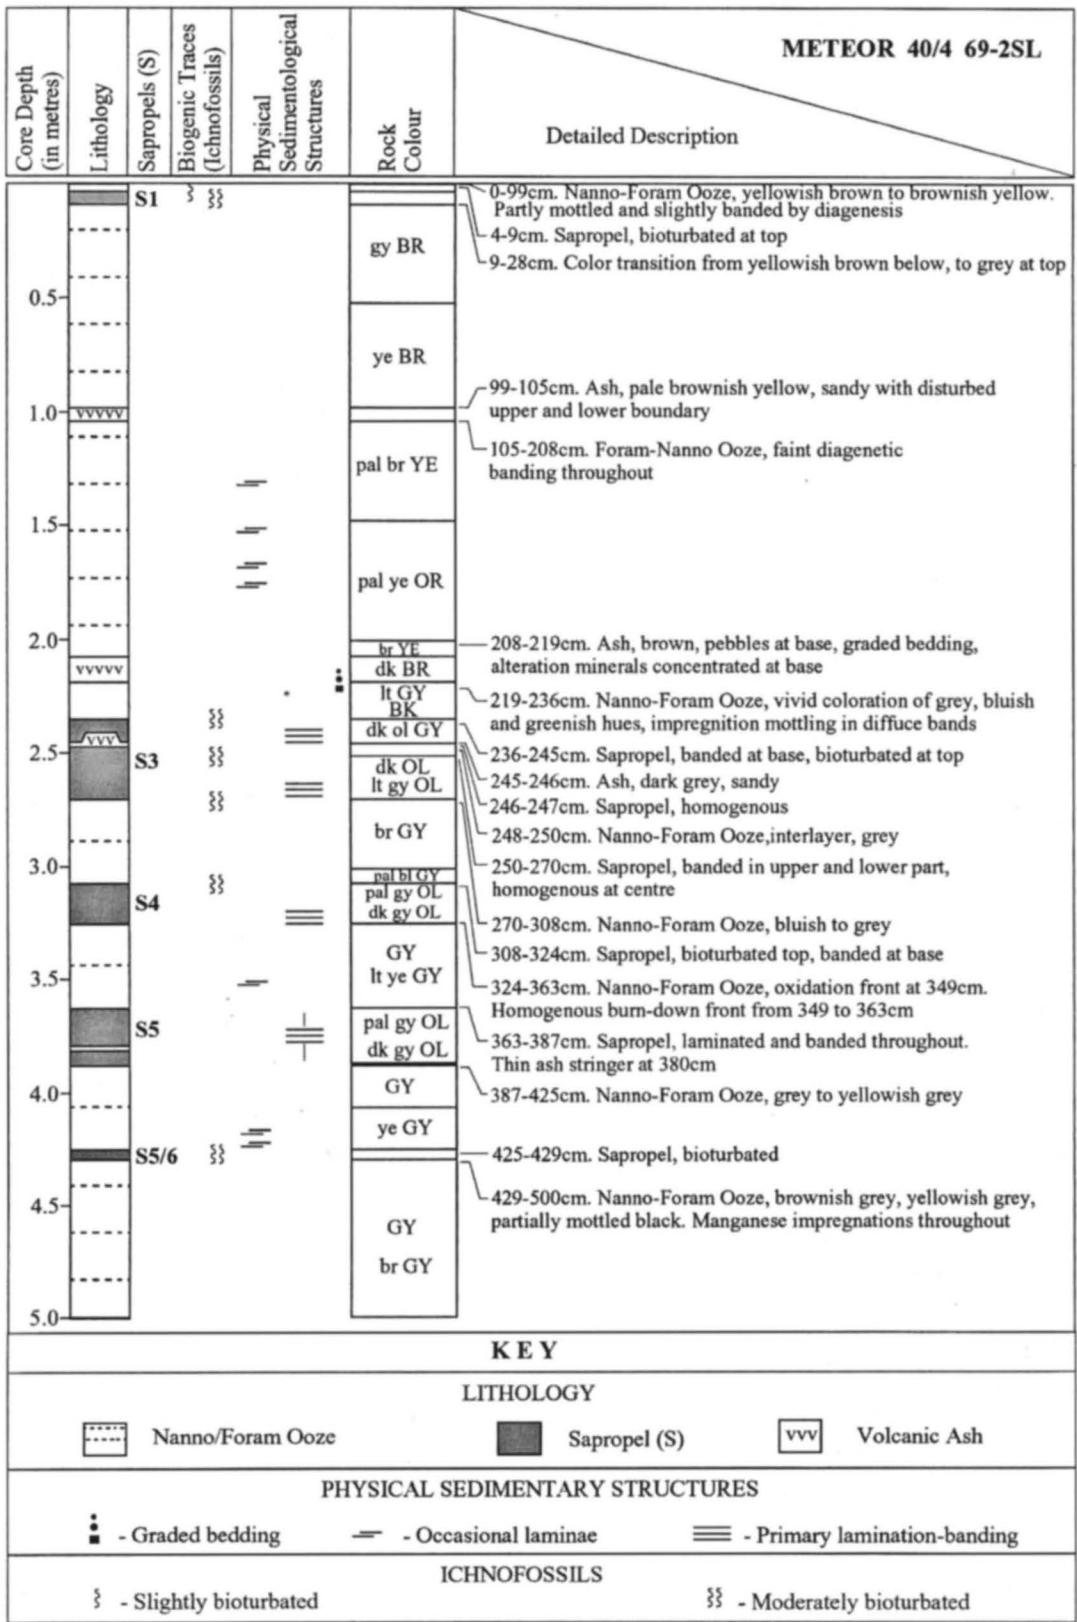 METEOR 40/4 69-2SL
Core Depth
(in metres)
Lithology
Sapropels (S)
Biogenic Traces
(Ichnofossils)
Physical
Sedimentological
Structures
Rock
Colour
Detailed Description
0-99cm. Nanno-Foram Ooze, yellowish brown to brownish yellow.
Partly mottled and slightly banded by diagenesis
S1
4-9cm. Sapropel, bioturbated at top
gy BR
9-28cm. Color transition from yellowish brown below, to grey at top
0.5
ye BR
99-105cm. Ash, pale brownish yellow, sandy with disturbed
upper and lower boundary
1.0
vvvvv
105-208cm. Foram-Nanno Ooze, faint diagenetic
banding throughout
pal br YE
1.5
pal ye OR
2.0
br YE
208-219cm. Ash, brown, pebbles at base, graded bedding,
alteration minerals concentrated at base
vvvvv
dk BR
lt GY
BK
219-236cm. Nanno-Foram Ooze, vivid coloration of grey, bluish
and greenish hues, impregnition mottling in diffuce bands
dk ol GY
vvv
2.5
S3
236-245cm. Sapropel, banded at base, bioturbated at top
dk OL
lt gy OL
245-246cm. Ash, dark grey, sandy
246-247cm. Sapropel, homogenous
br GY
248-250cm. Nanno-Foram Ooze,interlayer, grey
3.0
250-270cm. Sapropel, banded in upper and lower part,
homogenous at centre
pal bl GY
pal gy OL
S4
dk gy OL
270-308cm. Nanno-Foram Ooze, bluish to grey
308-324cm. Sapropel, bioturbated top, banded at base
GY
lt ye GY
3.5
324-363cm. Nanno-Foram Ooze, oxidation front at 349cm.
Homogenous burn-down front from 349 to 363cm
S5
pal gy OL
dk gy OL
363-387cm. Sapropel, laminated and banded throughout.
Thin ash stringer at 380cm
4.0
GY
387-425cm. Nanno-Foram Ooze, grey to yellowish grey
ye GY
S5/6
425-429cm. Sapropel, bioturbated
4.5
429-500cm. Nanno-Foram Ooze, brownish grey, yellowish grey,
partially mottled black. Manganese impregnations throughout
GY
br GY
5.0
KEY
LITHOLOGY
Nanno/Foram Ooze
Sapropel (S)
vvv
Volcanic Ash
PHYSICAL SEDIMENTARY STRUCTURES
- Graded bedding
- Occasional laminae
- Primary lamination-banding
ICHNOFOSSILS
- Slightly bioturbated
- Moderately bioturbated